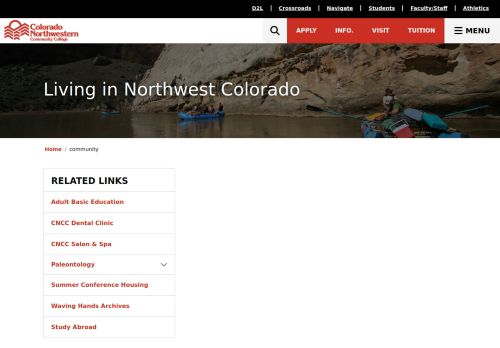 D2L Crossroads Navigate Students Faculty/Staff Athletics
Colorado
Northwestern
Community College
APPLY INFO. VISIT TUITION MENU
Living in Northwest Colorado
Home / community
RELATED LINKS
Adult Basic Education
CNCC Dental Clinic
CNCC Salon & Spa
Paleontology
Summer Conference Housing
Waving Hands Archives
Study Abroad